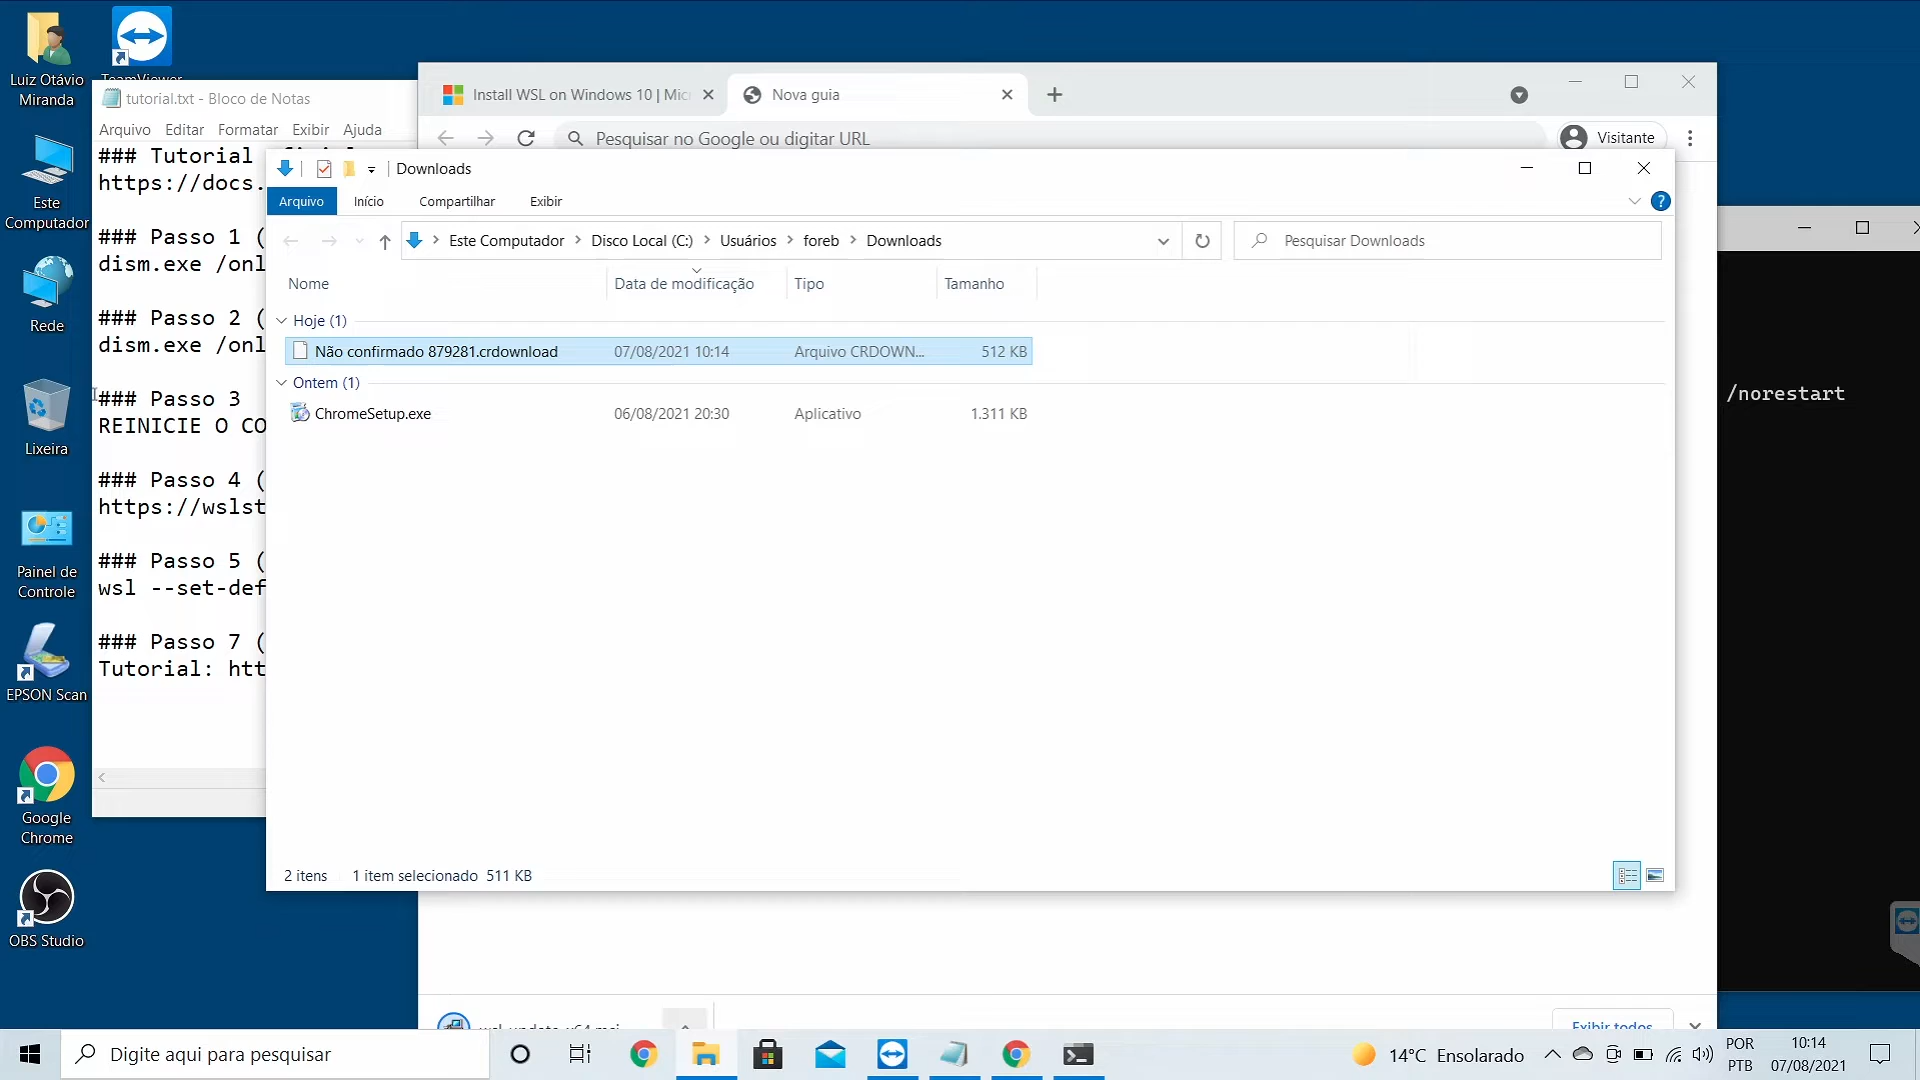 Luiz Otávio
Miranda
TeamViewer
Este
Computador
Rede
Lixeira
Painel de
Controle
EPSON Scan
Google
Chrome
OBS Studio
tutorial.txt - Bloco de Notas
Arquivo Editar Formatar Exibir Ajuda
### Tutorial
https://docs.
### Passo 1 (
dism.exe /onl
### Passo 2 (
dism.exe /onl
### Passo 3
REINICIE O CO
### Passo 4 (
https://wslst
### Passo 5 (
wsl --set-def
### Passo 7 (
Tutorial: htt
Install WSL on Windows 10 | Mic
Nova guia
Pesquisar no Google ou digitar URL
Visitante
Downloads
Arquivo Início Compartilhar Exibir
Este Computador > Disco Local (C:) > Usuários > foreb > Downloads
Pesquisar Downloads
Nome Data de modificação Tipo Tamanho
Hoje (1)
Não confirmado 879281.crdownload 07/08/2021 10:14 Arquivo CRDOWN... 512 KB
Ontem (1)
ChromeSetup.exe 06/08/2021 20:30 Aplicativo 1.311 KB
2 itens 1 item selecionado 511 KB
/norestart
wsl_update_x64.msi
Exibir todos
Digite aqui para pesquisar
14°C Ensolarado
POR
PTB
10:14
07/08/2021